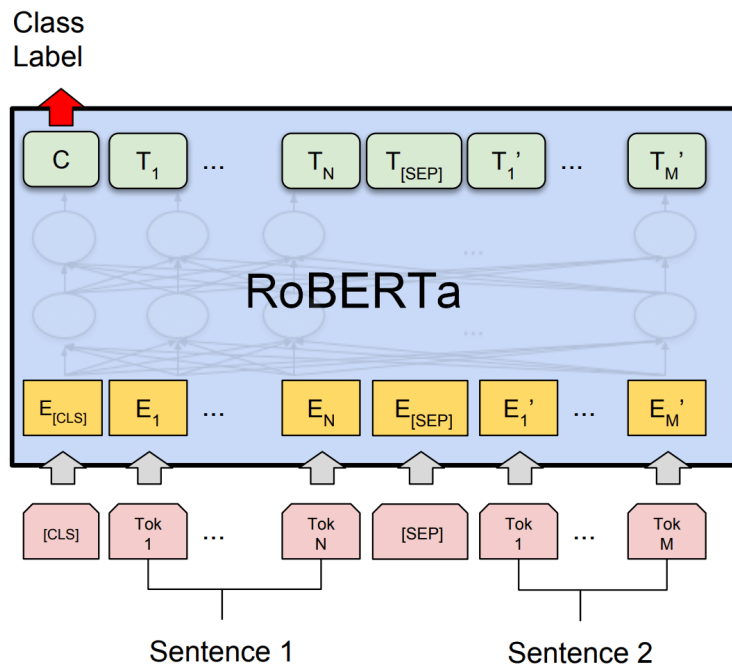 Class
Label
C T1 ... TN T[SEP] T1’ ... TM’
...
RoBERTa
...
E[CLS] E1 ... EN E[SEP] E1’ ... EM’
[CLS] Tok 1 ... Tok N [SEP] Tok 1 ... Tok M
Sentence 1 Sentence 2